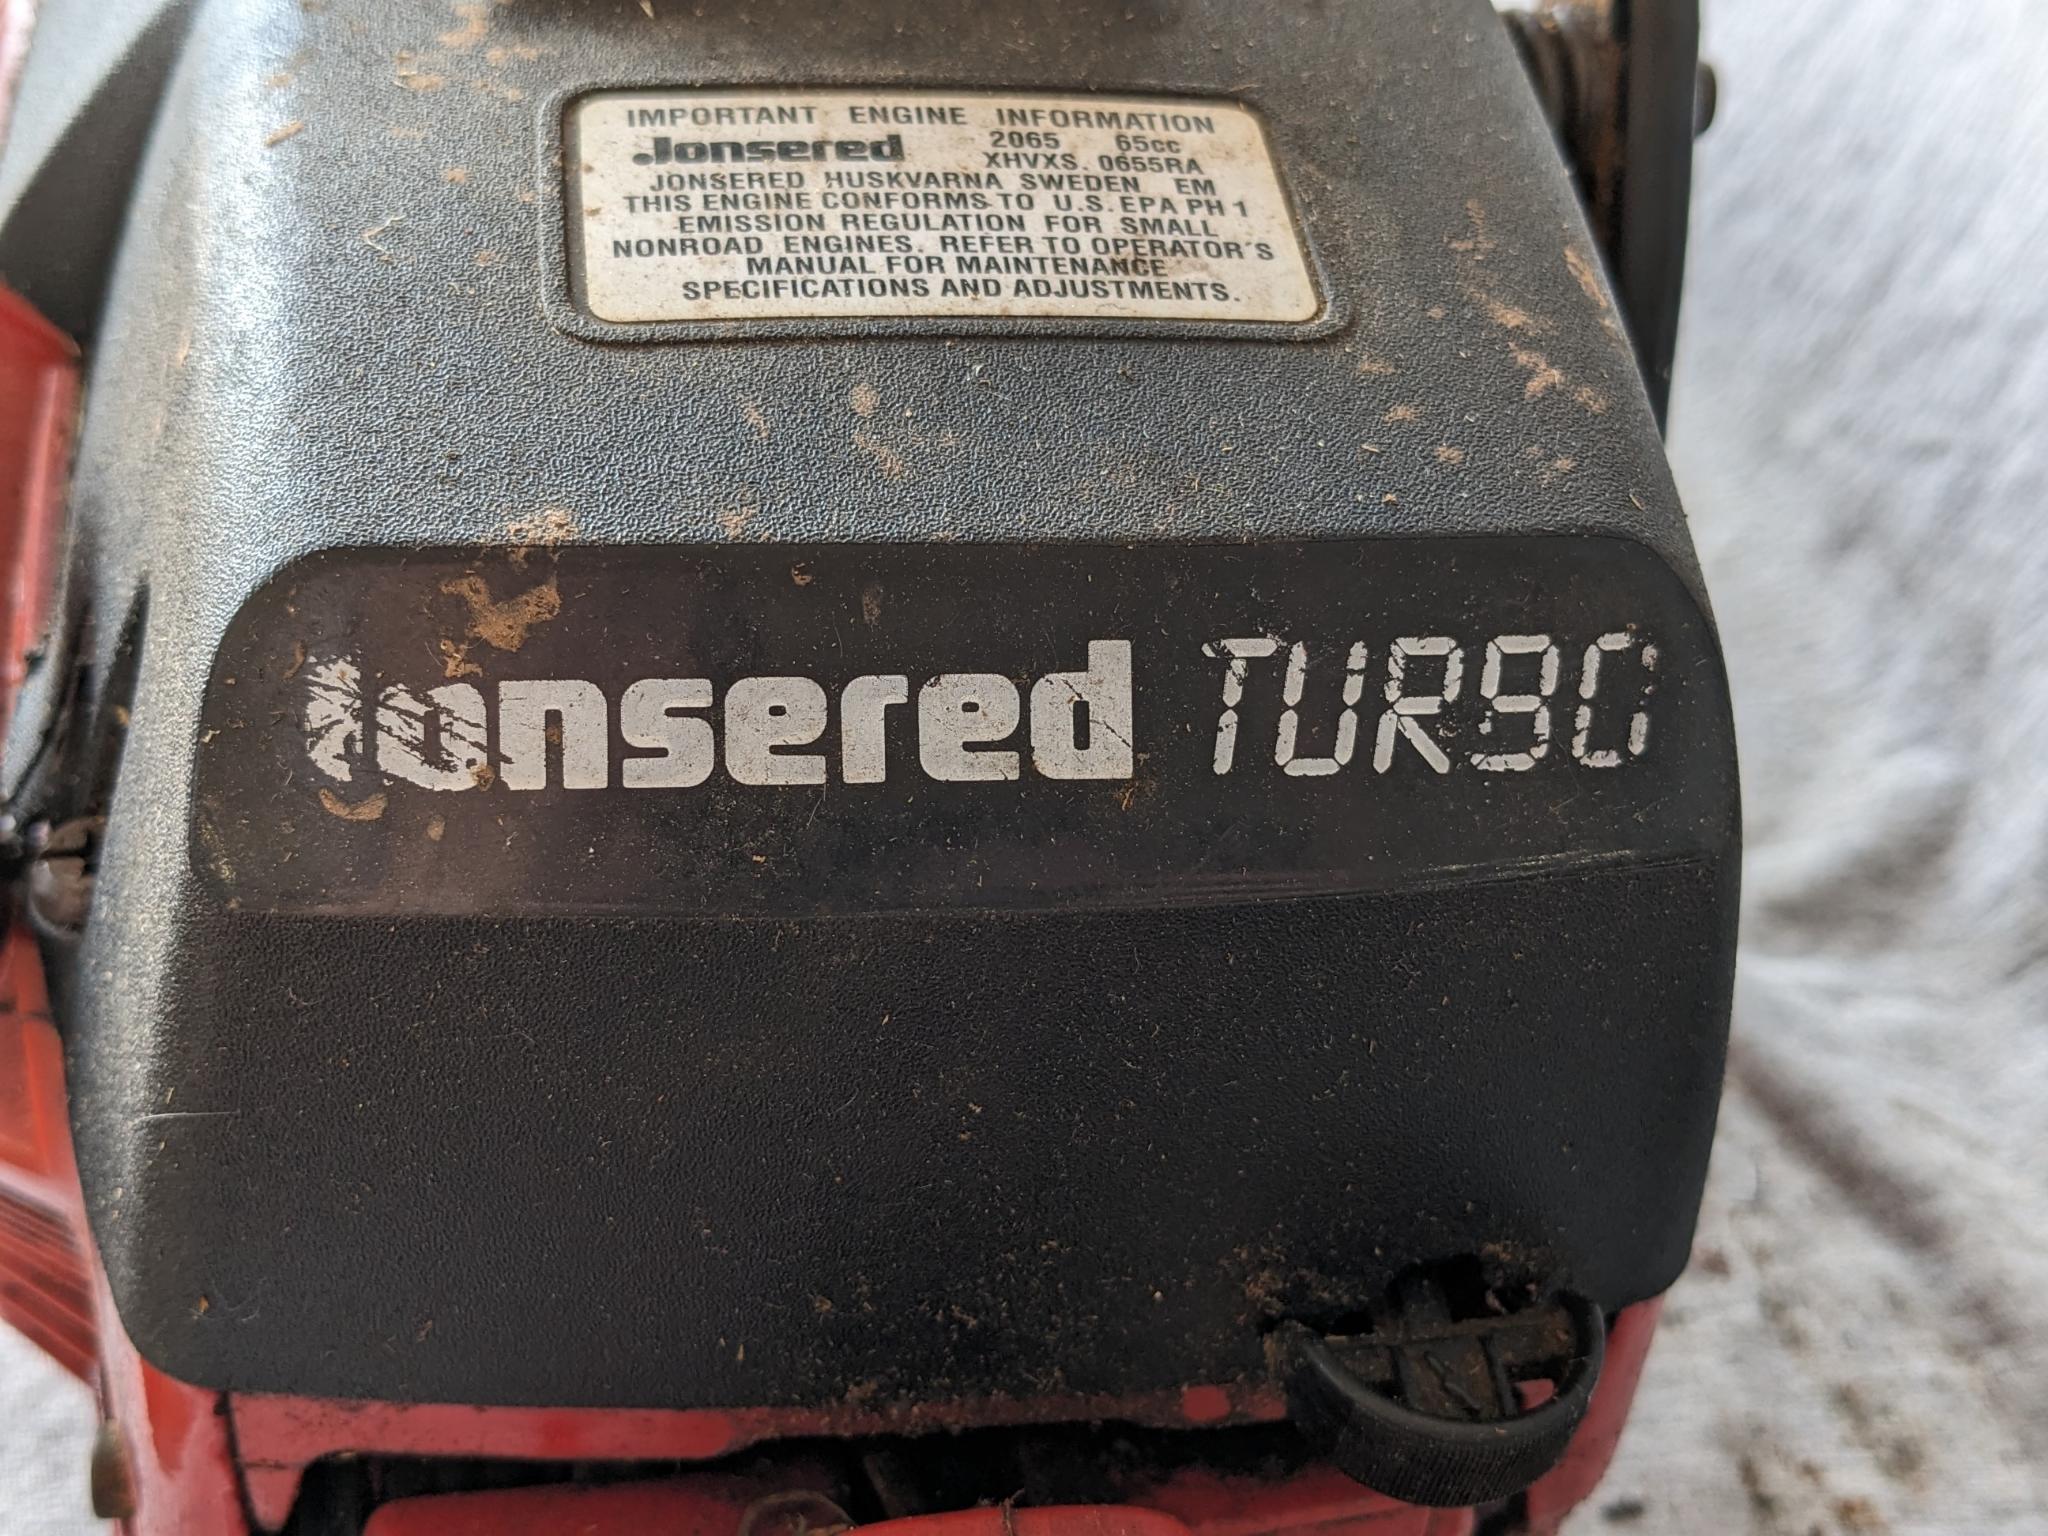 IMPORTANT ENGINE INFORMATION
Jonsered 2065 65cc
XHVXS. 0655RA
JONSERED HUSKVARNA SWEDEN EM
THIS ENGINE CONFORMS TO U.S. EPA PH 1
EMISSION REGULATION FOR SMALL
NONROAD ENGINES. REFER TO OPERATOR'S
MANUAL FOR MAINTENANCE
SPECIFICATIONS AND ADJUSTMENTS.
Jonsered TURBO